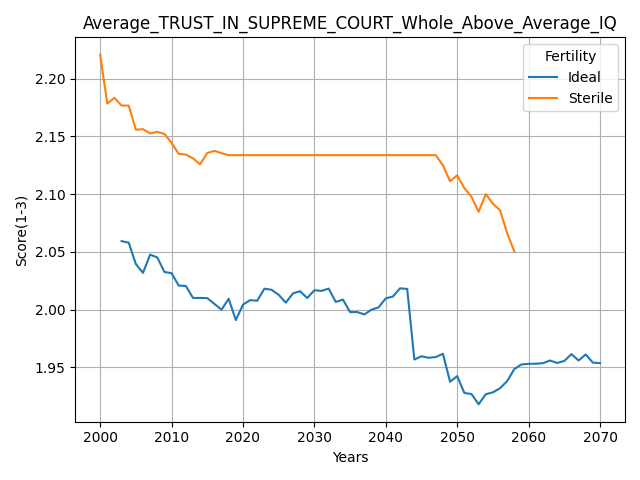 Average_TRUST_IN_SUPREME_COURT_Whole_Above_Average_IQ
Fertility
Ideal
Sterile
Score(1-3)
2.20
2.15
2.10
2.05
2.00
1.95
2000
2010
2020
2030
2040
2050
2060
2070
Years